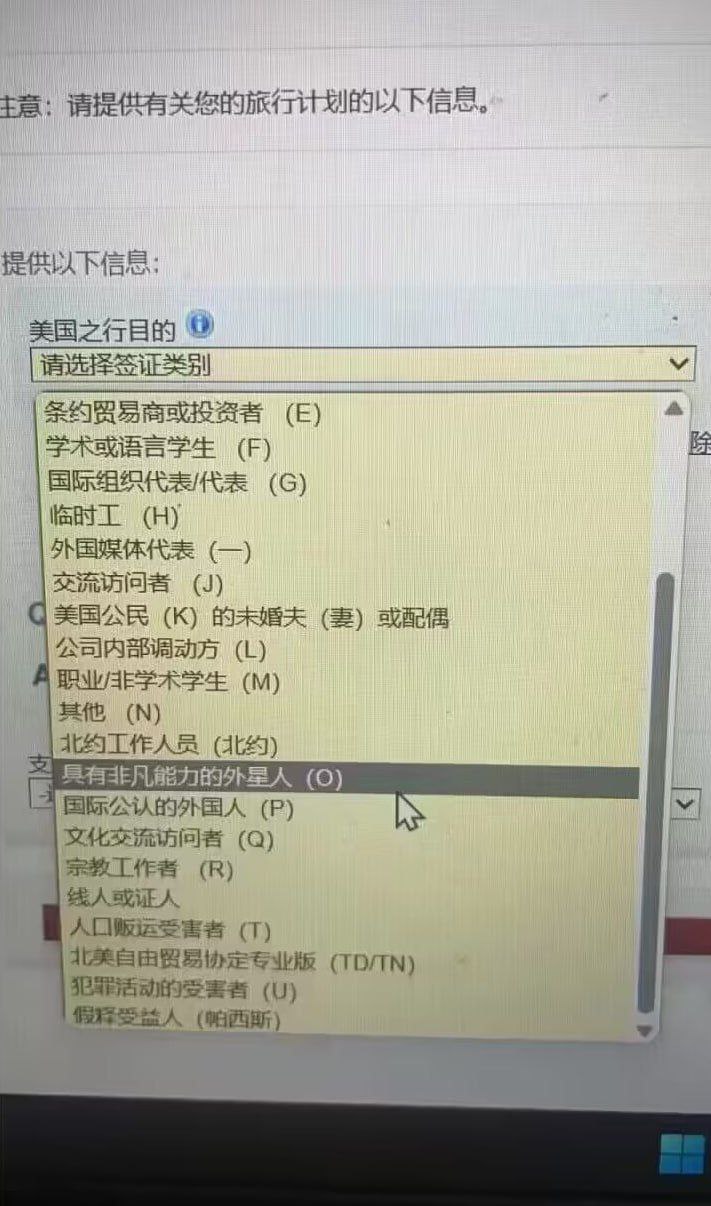 注意：请提供有关您的旅行计划的以下信息。
提供以下信息：
美国之行目的
请选择签证类别
条约贸易商或投资者 (E)
学术或语言学生 (F)
除
国际组织代表/代表 (G)
临时工 (H)
外国媒体代表 (一)
交流访问者 (J)
美国公民 (K) 的未婚夫 (妻) 或配偶
公司内部调动方 (L)
职业/非学术学生 (M)
其他 (N)
北约工作人员 (北约)
支
具有非凡能力的外星人 (O)
国际公认的外国人 (P)
文化交流访问者 (Q)
宗教工作者 (R)
线人或证人
人口贩运受害者 (T)
北美自由贸易协定专业版 (TD/TN)
犯罪活动的受害者 (U)
假释受益人 (帕西斯)